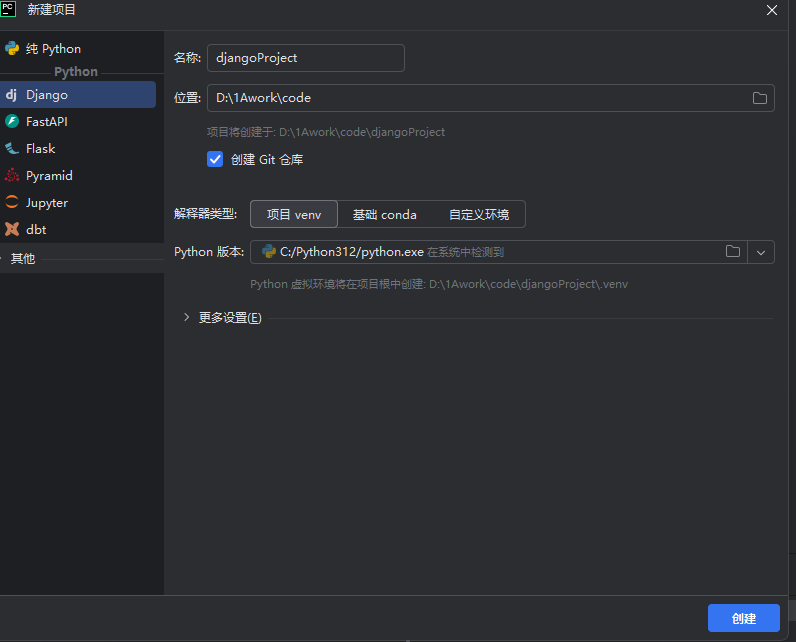 PC 新建项目
纯 Python
Python
dj Django
FastAPI
Flask
Pyramid
Jupyter
dbt
其他
名称: djangoProject
位置: D:\1Awork\code
项目将创建于: D:\1Awork\code\djangoProject
创建 Git 仓库
解释器类型: 项目 venv 基础 conda 自定义环境
Python 版本: C:/Python312/python.exe 在系统中检测到
Python 虚拟环境将在项目根中创建: D:\1Awork\code\djangoProject\.venv
更多设置(E)
创建